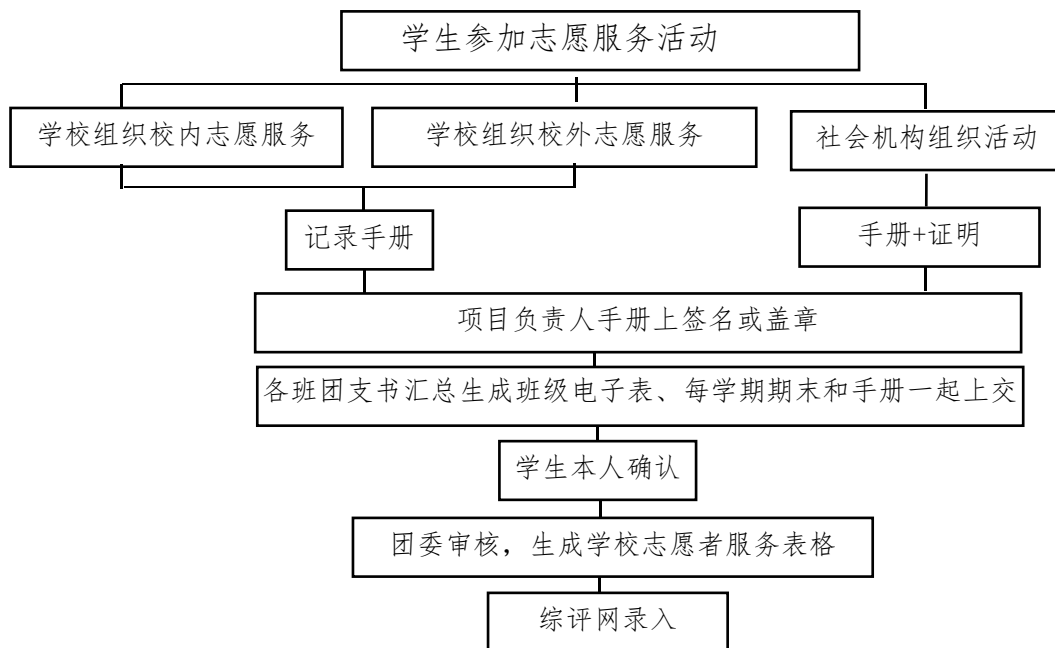 学生参加志愿服务活动
学校组织校内志愿服务
学校组织校外志愿服务
社会机构组织活动
记录手册
手册+证明
项目负责人手册上签名或盖章
各班团支书汇总生成班级电子表、每学期期末和手册一起上交
学生本人确认
团委审核，生成学校志愿者服务表格
综评网录入